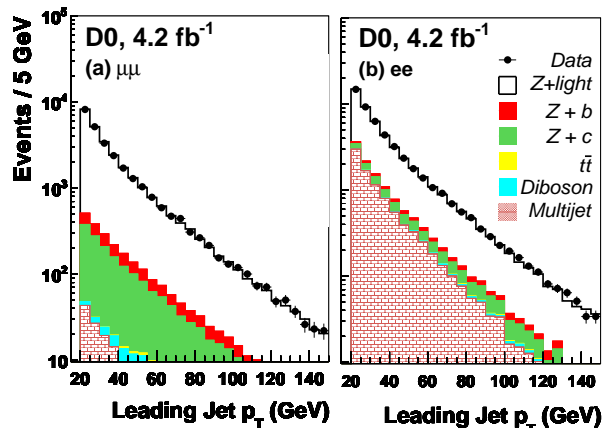 D0, 4.2 fb⁻¹
(a) μμ
Events / 5 GeV
10⁵
10⁴
10³
10²
10
20 40 60 80 100 120 140
Leading Jet p_T (GeV)
D0, 4.2 fb⁻¹
(b) ee
Data
Z+light
Z + b
Z + c
tt̄
Diboson
Multijet
20 40 60 80 100 120 140
Leading Jet p_T (GeV)